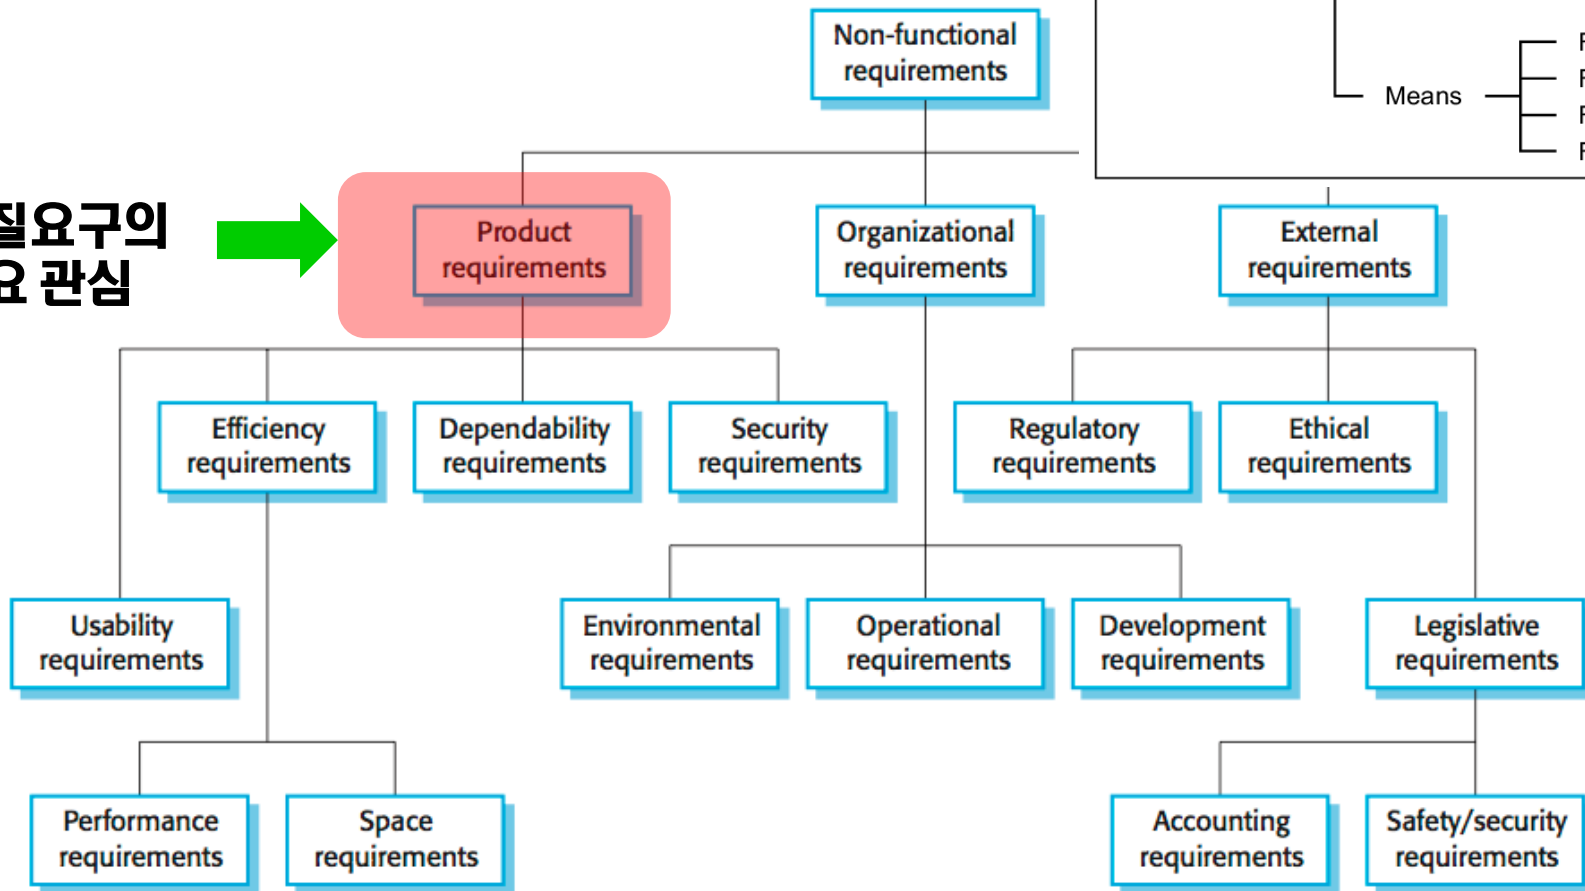 Non-functional
requirements
Means
질요구의
요 관심
Product
requirements
Organizational
requirements
External
requirements
Efficiency
requirements
Dependability
requirements
Security
requirements
Regulatory
requirements
Ethical
requirements
Usability
requirements
Environmental
requirements
Operational
requirements
Development
requirements
Legislative
requirements
Performance
requirements
Space
requirements
Accounting
requirements
Safety/security
requirements